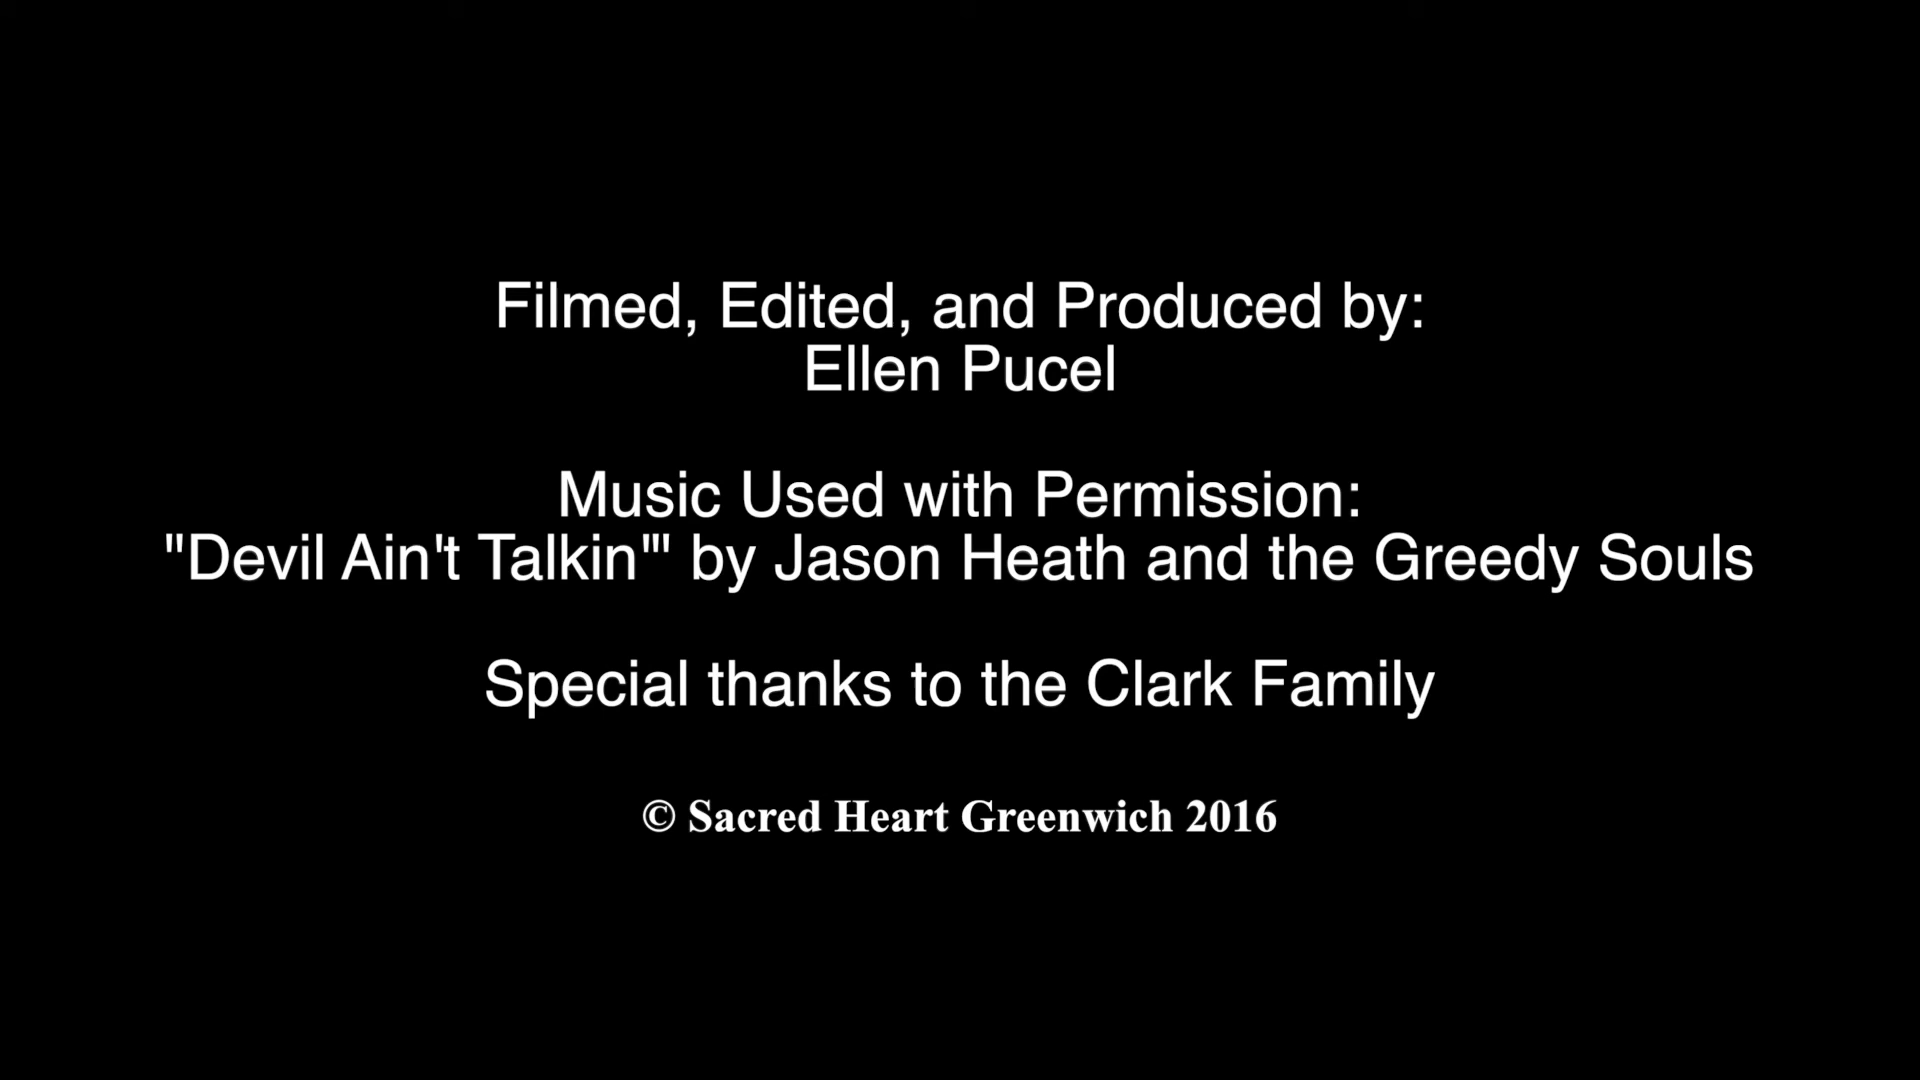 Filmed, Edited, and Produced by:
Ellen Pucel
Music Used with Permission:
"Devil Ain't Talkin'" by Jason Heath and the Greedy Souls
Special thanks to the Clark Family
© Sacred Heart Greenwich 2016